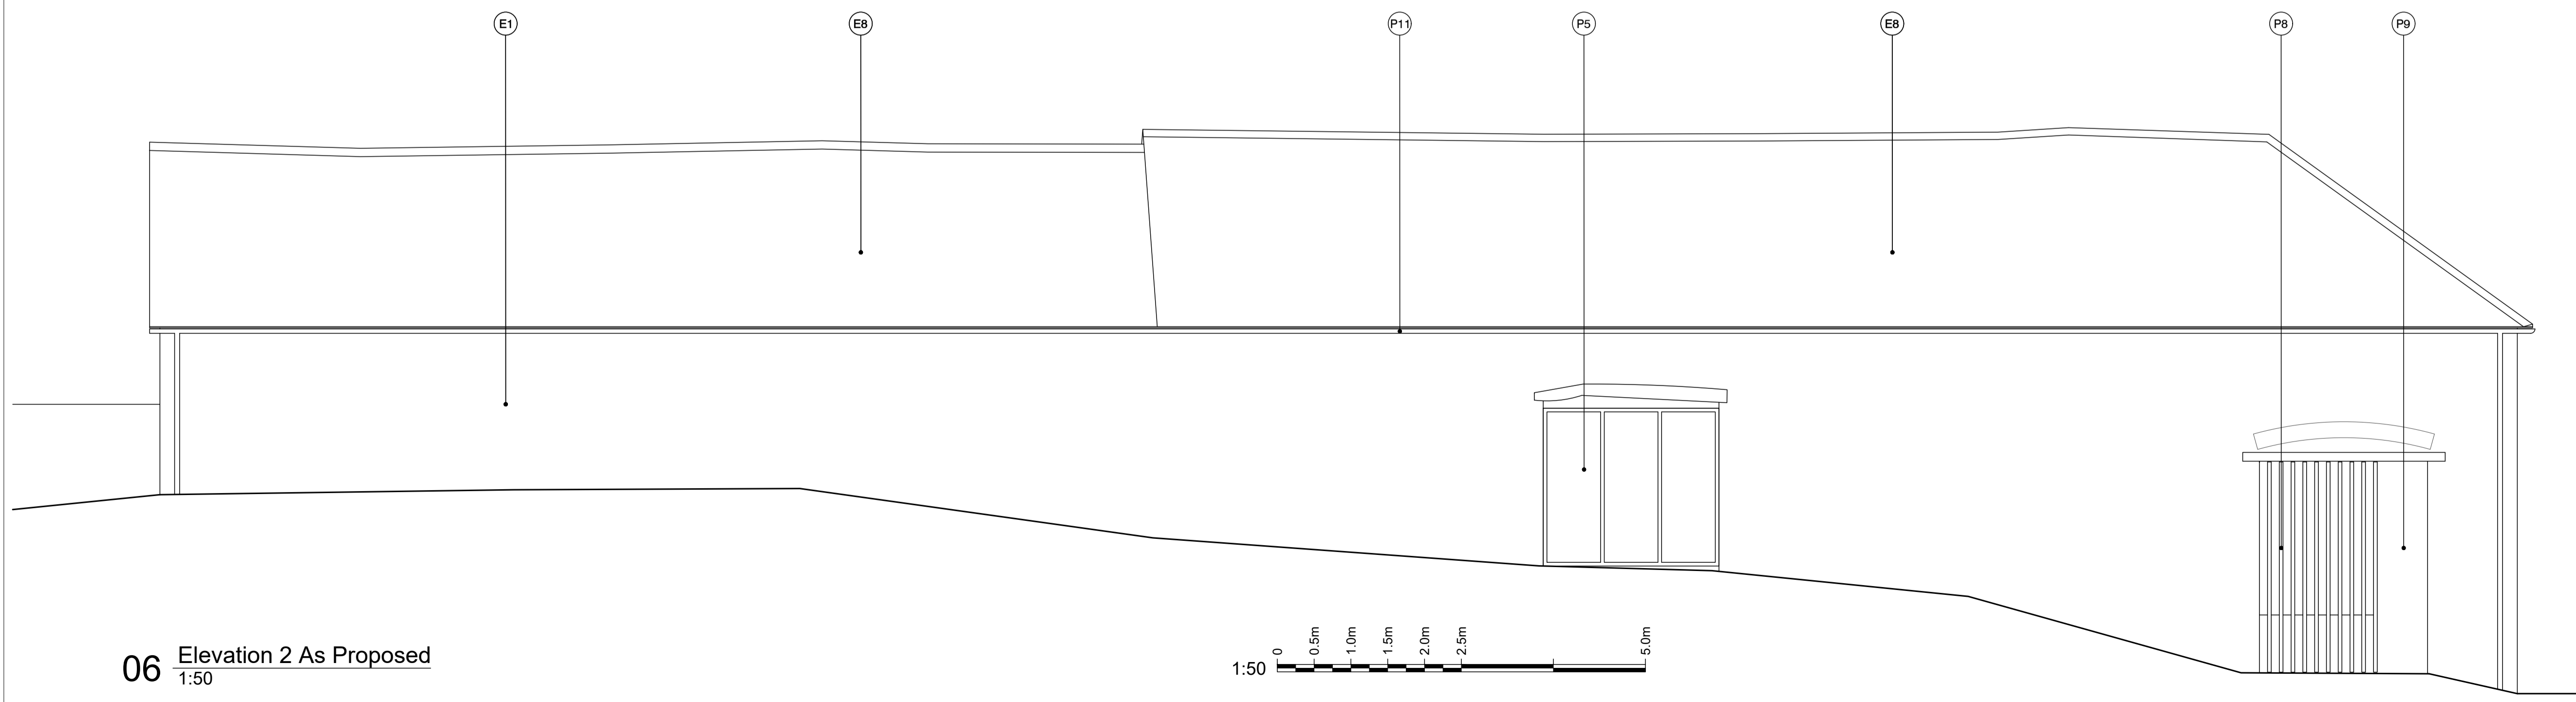 E1 E8 P11 P5 E8 P8 P9
06 Elevation 2 As Proposed
1:50
1:50 0 0.5m 1.0m 1.5m 2.0m 2.5m 5.0m